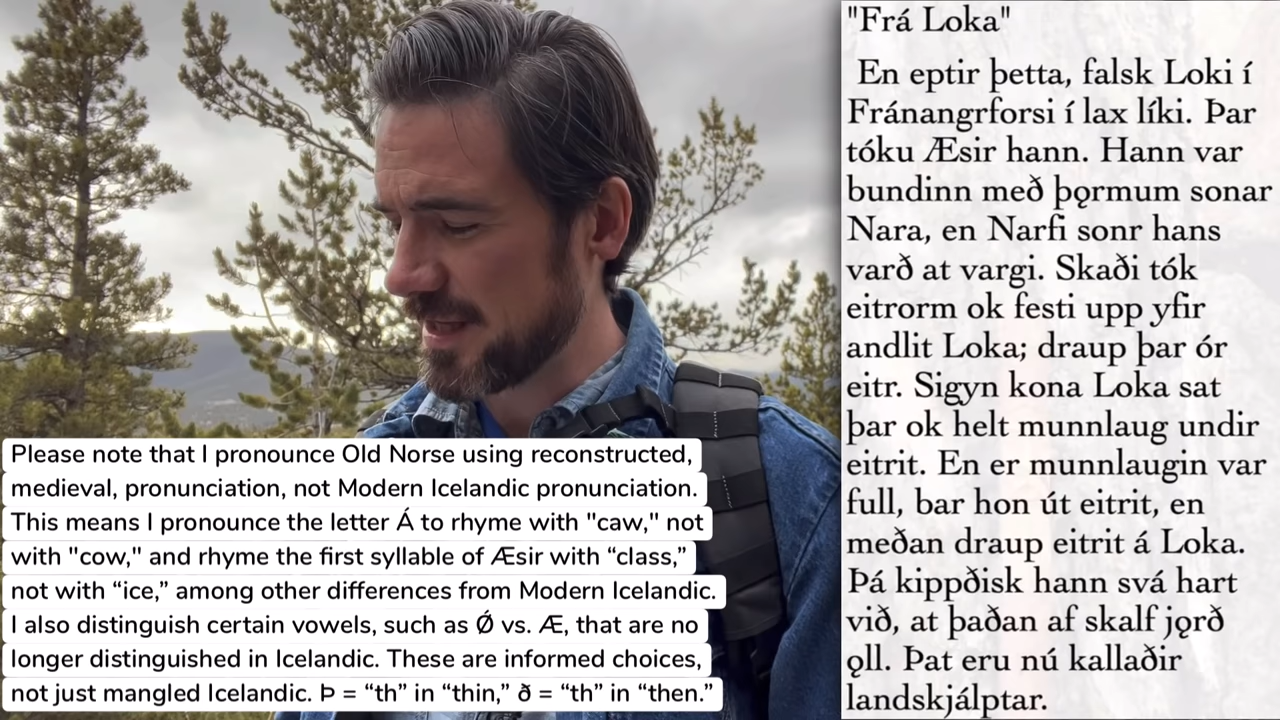 Please note that I pronounce Old Norse using reconstructed,
medieval, pronunciation, not Modern Icelandic pronunciation.
This means I pronounce the letter Á to rhyme with "caw," not
with "cow," and rhyme the first syllable of Æsir with “class,”
not with “ice,” among other differences from Modern Icelandic.
I also distinguish certain vowels, such as Ǿ vs. Æ, that are no
longer distinguished in Icelandic. These are informed choices,
not just mangled Icelandic. Þ = “th” in “thin,” ð = “th” in “then.”
"Frá Loka"
En eptir þetta, falsk Loki í
Fránangrforsi í lax líki. Þar
tóku Æsir hann. Hann var
bundinn með þǫrmum sonar
Nara, en Narfi sonr hans
varð at vargi. Skaði tók
eitrorm ok festi upp yfir
andlit Loka; draup þar ór
eitr. Sigyn kona Loka sat
þar ok helt munnlaug undir
eitrit. En er munnlaugin var
full, bar hon út eitrit, en
meðan draup eitrit á Loka.
Þá kippðisk hann svá hart
við, at þaðan af skalf jǫrð
ǫll. Þat eru nú kallaðir
landskjálptar.